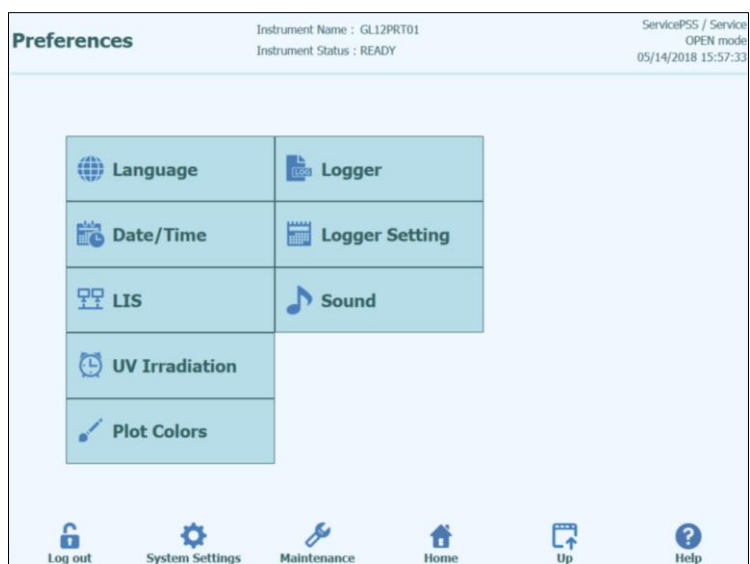 Preferences
Instrument Name : GL12PRT01
Instrument Status : READY
ServicePSS / Service
OPEN mode
05/14/2018 15:57:33
Language
LOG
Logger
Date/Time
Logger Setting
LIS
Sound
UV Irradiation
Plot Colors
Log out
System Settings
Maintenance
Home
Up
?
Help